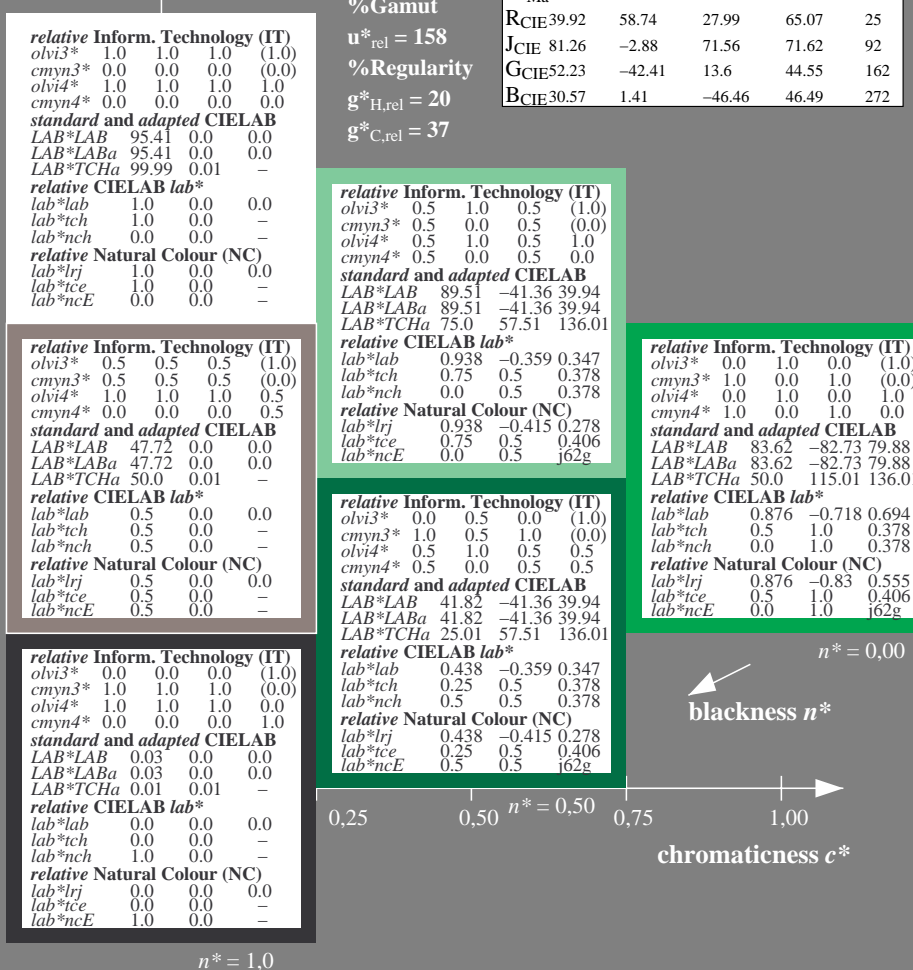 %Gamut
u*rel = 158
%Regularity
g*H,rel = 20
g*C,rel = 37
Ma
RCIE 39.92 58.74 27.99 65.07 25
JCIE 81.26 −2.88 71.56 71.62 92
GCIE 52.23 −42.41 13.6 44.55 162
BCIE 30.57 1.41 −46.46 46.49 272
relative Inform. Technology (IT)
olvi3* 1.0 1.0 1.0 (1.0)
cmyn3* 0.0 0.0 0.0 (0.0)
olvi4* 1.0 1.0 1.0 1.0
cmyn4* 0.0 0.0 0.0 0.0
standard and adapted CIELAB
LAB*LAB 95.41 0.0 0.0
LAB*LABa 95.41 0.0 0.0
LAB*TCHa 99.99 0.01 –
relative CIELAB lab*
lab*lab 1.0 0.0 0.0
lab*tch 1.0 0.0 –
lab*nch 0.0 0.0 –
relative Natural Colour (NC)
lab*lrj 1.0 0.0 0.0
lab*tce 1.0 0.0 –
lab*ncE 0.0 0.0 –
relative Inform. Technology (IT)
olvi3* 0.5 1.0 0.5 (1.0)
cmyn3* 0.5 0.0 0.5 (0.0)
olvi4* 0.5 1.0 0.5 1.0
cmyn4* 0.5 0.0 0.5 0.0
standard and adapted CIELAB
LAB*LAB 89.51 −41.36 39.94
LAB*LABa 89.51 −41.36 39.94
LAB*TCHa 75.0 57.51 136.01
relative CIELAB lab*
lab*lab 0.938 −0.359 0.347
lab*tch 0.75 0.5 0.378
lab*nch 0.0 0.5 0.378
relative Natural Colour (NC)
lab*lrj 0.938 −0.415 0.278
lab*tce 0.75 0.5 0.406
lab*ncE 0.0 0.5 j62g
relative Inform. Technology (IT)
olvi3* 0.5 0.5 0.5 (1.0)
cmyn3* 0.5 0.5 0.5 (0.0)
olvi4* 1.0 1.0 1.0 0.5
cmyn4* 0.0 0.0 0.0 0.5
standard and adapted CIELAB
LAB*LAB 47.72 0.0 0.0
LAB*LABa 47.72 0.0 0.0
LAB*TCHa 50.0 0.01 –
relative CIELAB lab*
lab*lab 0.5 0.0 0.0
lab*tch 0.5 0.0 –
lab*nch 0.5 0.0 –
relative Natural Colour (NC)
lab*lrj 0.5 0.0 0.0
lab*tce 0.5 0.0 –
lab*ncE 0.5 0.0 –
relative Inform. Technology (IT)
olvi3* 0.0 1.0 0.0 (1.0)
cmyn3* 1.0 0.0 1.0 (0.0)
olvi4* 0.0 1.0 0.0 1.0
cmyn4* 1.0 0.0 1.0 0.0
standard and adapted CIELAB
LAB*LAB 83.62 −82.73 79.88
LAB*LABa 83.62 −82.73 79.88
LAB*TCHa 50.0 115.01 136.01
relative CIELAB lab*
lab*lab 0.876 −0.718 0.694
lab*tch 0.5 1.0 0.378
lab*nch 0.0 1.0 0.378
relative Natural Colour (NC)
lab*lrj 0.876 −0.83 0.555
lab*tce 0.5 1.0 0.406
lab*ncE 0.0 1.0 j62g
relative Inform. Technology (IT)
olvi3* 0.0 0.5 0.0 (1.0)
cmyn3* 1.0 0.5 1.0 (0.0)
olvi4* 0.5 1.0 0.5 0.5
cmyn4* 0.5 0.0 0.5 0.5
standard and adapted CIELAB
LAB*LAB 41.82 −41.36 39.94
LAB*LABa 41.82 −41.36 39.94
LAB*TCHa 25.01 57.51 136.01
relative CIELAB lab*
lab*lab 0.438 −0.359 0.347
lab*tch 0.25 0.5 0.378
lab*nch 0.5 0.5 0.378
relative Natural Colour (NC)
lab*lrj 0.438 −0.415 0.278
lab*tce 0.25 0.5 0.406
lab*ncE 0.5 0.5 j62g
relative Inform. Technology (IT)
olvi3* 0.0 0.0 0.0 (1.0)
cmyn3* 1.0 1.0 1.0 (0.0)
olvi4* 1.0 1.0 1.0 0.0
cmyn4* 0.0 0.0 0.0 1.0
standard and adapted CIELAB
LAB*LAB 0.03 0.0 0.0
LAB*LABa 0.03 0.0 0.0
LAB*TCHa 0.01 0.01 –
relative CIELAB lab*
lab*lab 0.0 0.0 0.0
lab*tch 0.0 0.0 –
lab*nch 1.0 0.0 –
relative Natural Colour (NC)
lab*lrj 0.0 0.0 0.0
lab*tce 0.0 0.0 –
lab*ncE 1.0 0.0 –
n* = 0,00
blackness n*
n* = 0,50
0,25 0,50 0,75 1,00
chromaticness c*
n* = 1,0